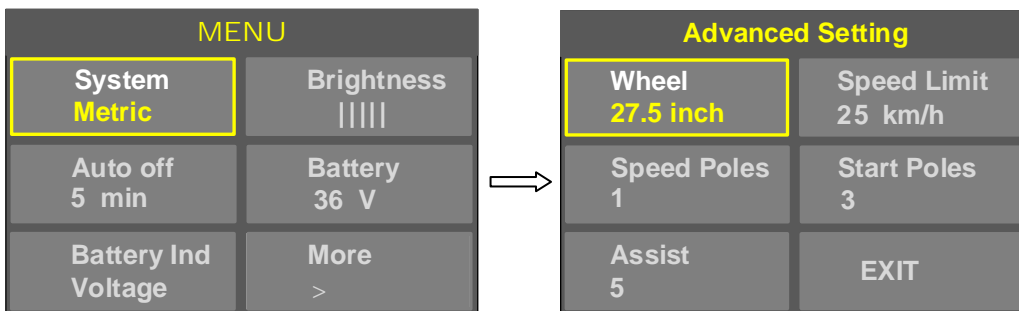 MENU
System
Metric
Brightness
|||||
Auto off
5 min
Battery
36 V
Battery Ind
Voltage
More
>
Advanced Setting
Wheel
27.5 inch
Speed Limit
25 km/h
Speed Poles
1
Start Poles
3
Assist
5
EXIT